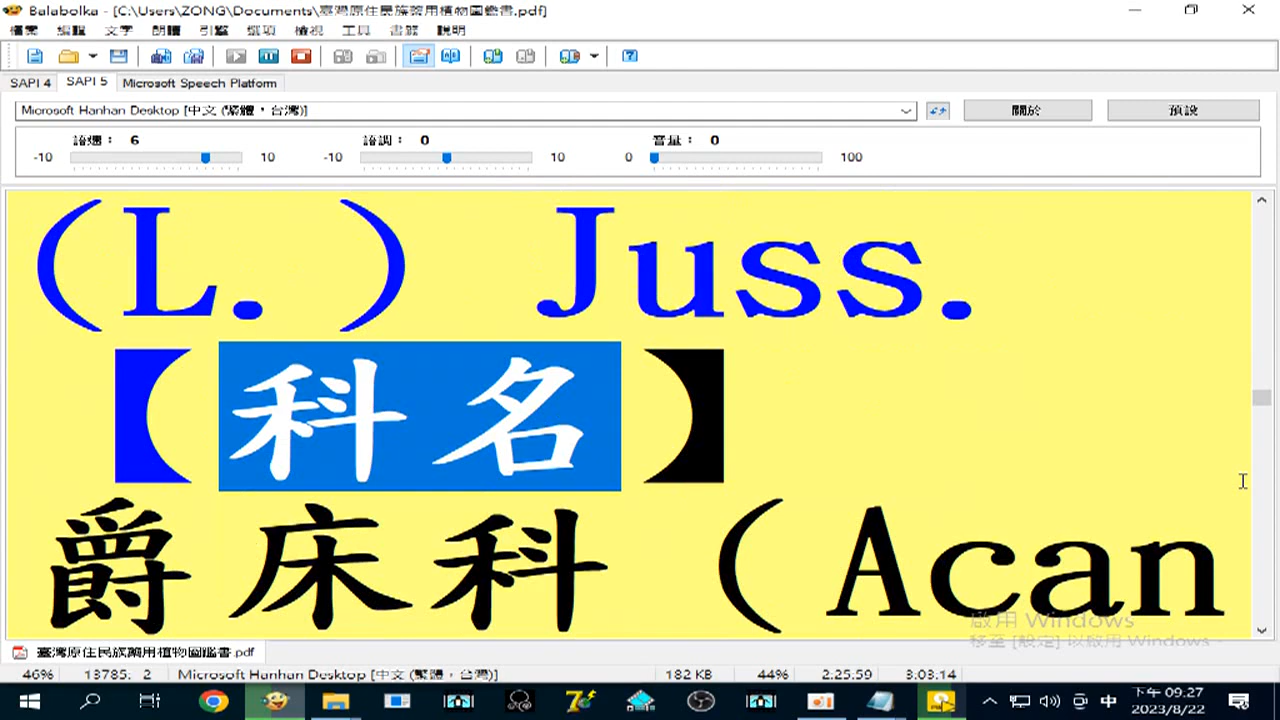 Balabolka - [C:\Users\ZONG\Documents\臺灣原住民族藥用植物圖鑑書.pdf]
檔案 編輯 文字 朗讀 引擎 選項 檢視 工具 書籤 說明
SAPI 4 SAPI 5 Microsoft Speech Platform
Microsoft Hanhan Desktop [中文 (繁體，台灣)] 關於 預設
語速： 6 語調： 0 音量： 0
-10 10 -10 10 0 100
(L.) Juss.
【科名】
爵床科 (Acan
啟用 Windows
移至 [設定] 以啟用 Windows。
臺灣原住民族藥用植物圖鑑書.pdf
46% 13785: 2 Microsoft Hanhan Desktop [中文 (繁體，台灣)] 182 KB 44% 2.25.59 3.03.14
中 下午 09:27
2023/8/22